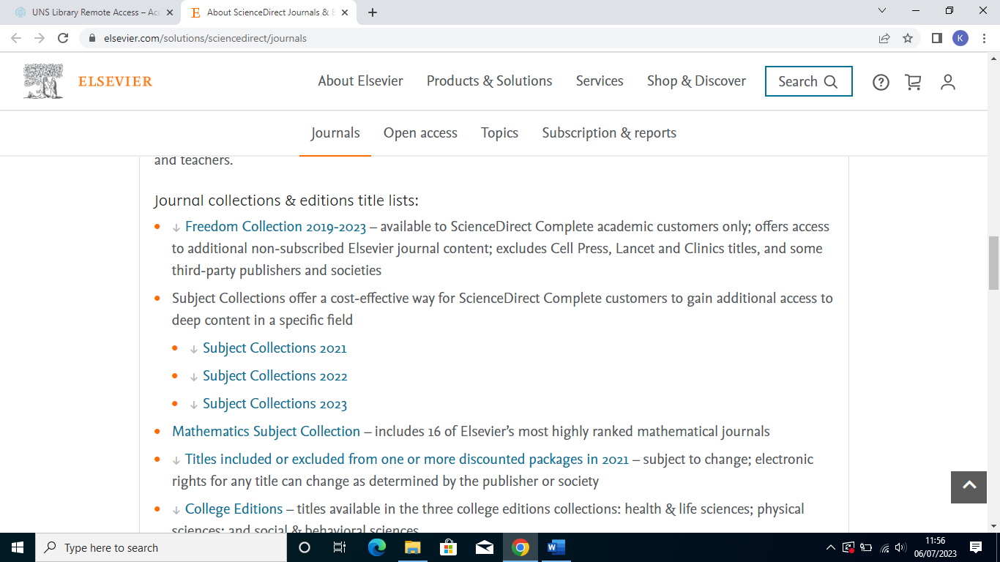 UNS Library Remote Access – Acc
About ScienceDirect Journals & E
elsevier.com/solutions/sciencedirect/journals
K
ELSEVIER
About Elsevier
Products & Solutions
Services
Shop & Discover
Search
Journals
Open access
Topics
Subscription & reports
and teachers.
Journal collections & editions title lists:
↓ Freedom Collection 2019-2023 – available to ScienceDirect Complete academic customers only; offers access
to additional non-subscribed Elsevier journal content; excludes Cell Press, Lancet and Clinics titles, and some
third-party publishers and societies
Subject Collections offer a cost-effective way for ScienceDirect Complete customers to gain additional access to
deep content in a specific field
↓ Subject Collections 2021
↓ Subject Collections 2022
↓ Subject Collections 2023
Mathematics Subject Collection – includes 16 of Elsevier’s most highly ranked mathematical journals
↓ Titles included or excluded from one or more discounted packages in 2021 – subject to change; electronic
rights for any title can change as determined by the publisher or society
↓ College Editions – titles available in the three college editions collections: health & life sciences; physical
sciences; and social & behavioral sciences
Type here to search
11:56
06/07/2023